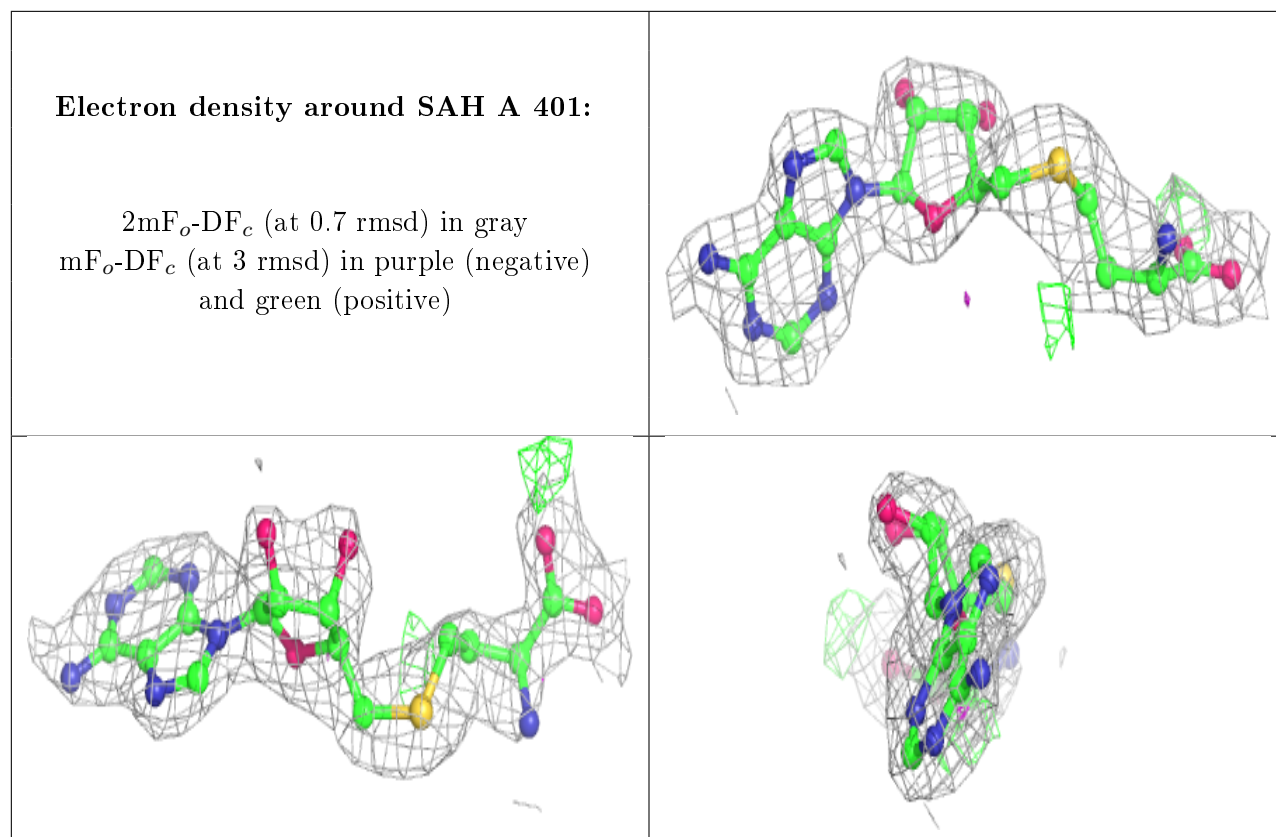 Electron density around SAH A 401:
2mFₒ-DF𝒸 (at 0.7 rmsd) in gray
mFₒ-DF𝒸 (at 3 rmsd) in purple (negative)
and green (positive)